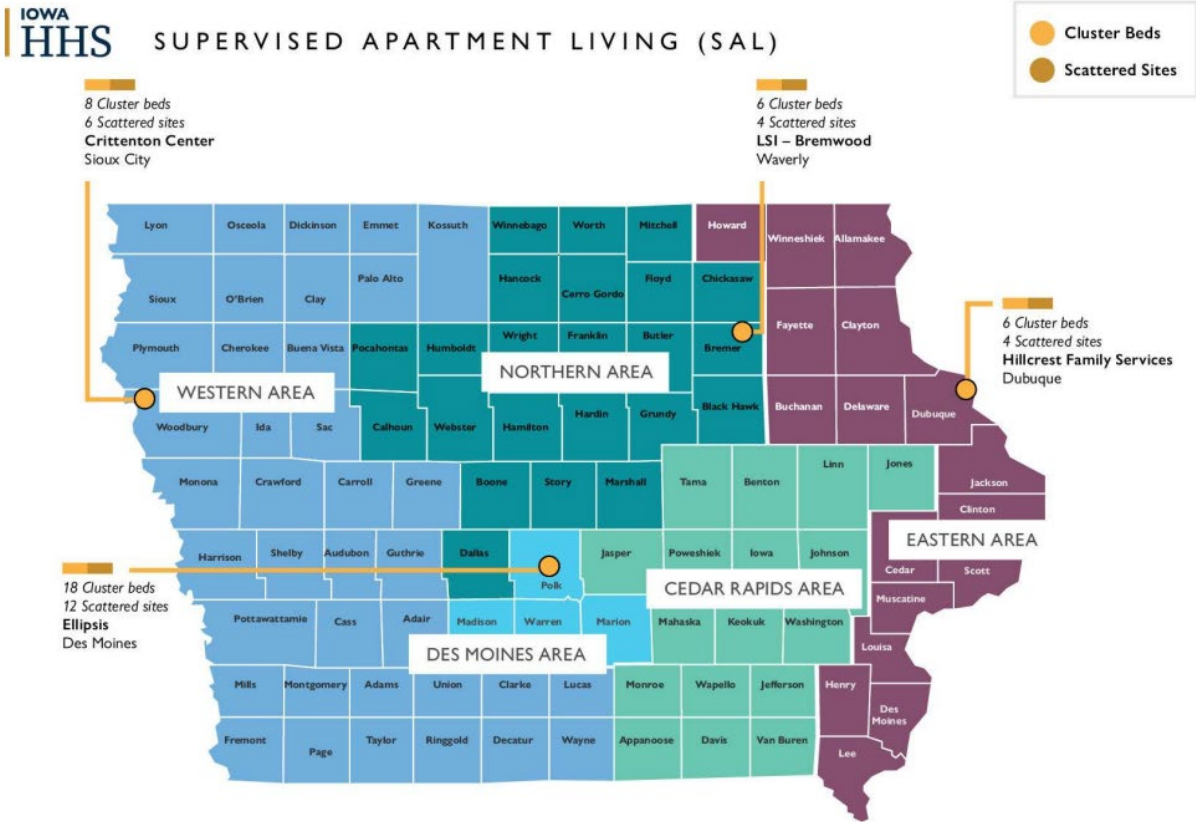 IOWA
HHS
SUPERVISED APARTMENT LIVING (SAL)
Cluster Beds
Scattered Sites
8 Cluster beds
6 Scattered sites
Crittenton Center
Sioux City
6 Cluster beds
4 Scattered sites
LSI – Bremwood
Waverly
6 Cluster beds
4 Scattered sites
Hillcrest Family Services
Dubuque
18 Cluster beds
12 Scattered sites
Ellipsis
Des Moines
Lyon Osceola Dickinson Emmet Kossuth Winnebago Worth Mitchell Howard Winneshiek Allamakee
Sioux O'Brien Clay Palo Alto Hancock Cerro Gordo Floyd Chickasaw
Fayette Clayton
Plymouth Cherokee Buena Vista Pocahontas Humboldt Wright Franklin Butler Bremer
WESTERN AREA
NORTHERN AREA
Woodbury Ida Sac Calhoun Webster Hamilton Hardin Grundy Black Hawk Buchanan Delaware Dubuque
Monona Crawford Carroll Greene Boone Story Marshall Tama Benton Linn Jones Jackson
Clinton
EASTERN AREA
Harrison Shelby Audubon Guthrie Dallas Polk Jasper Poweshiek Iowa Johnson Cedar Scott
CEDAR RAPIDS AREA
Muscatine
Pottawattamie Cass Adair Madison Warren Marion Mahaska Keokuk Washington
Louisa
DES MOINES AREA
Mills Montgomery Adams Union Clarke Lucas Monroe Wapello Jefferson Henry
Des
Moines
Fremont Page Taylor Ringgold Decatur Wayne Appanoose Davis Van Buren
Lee